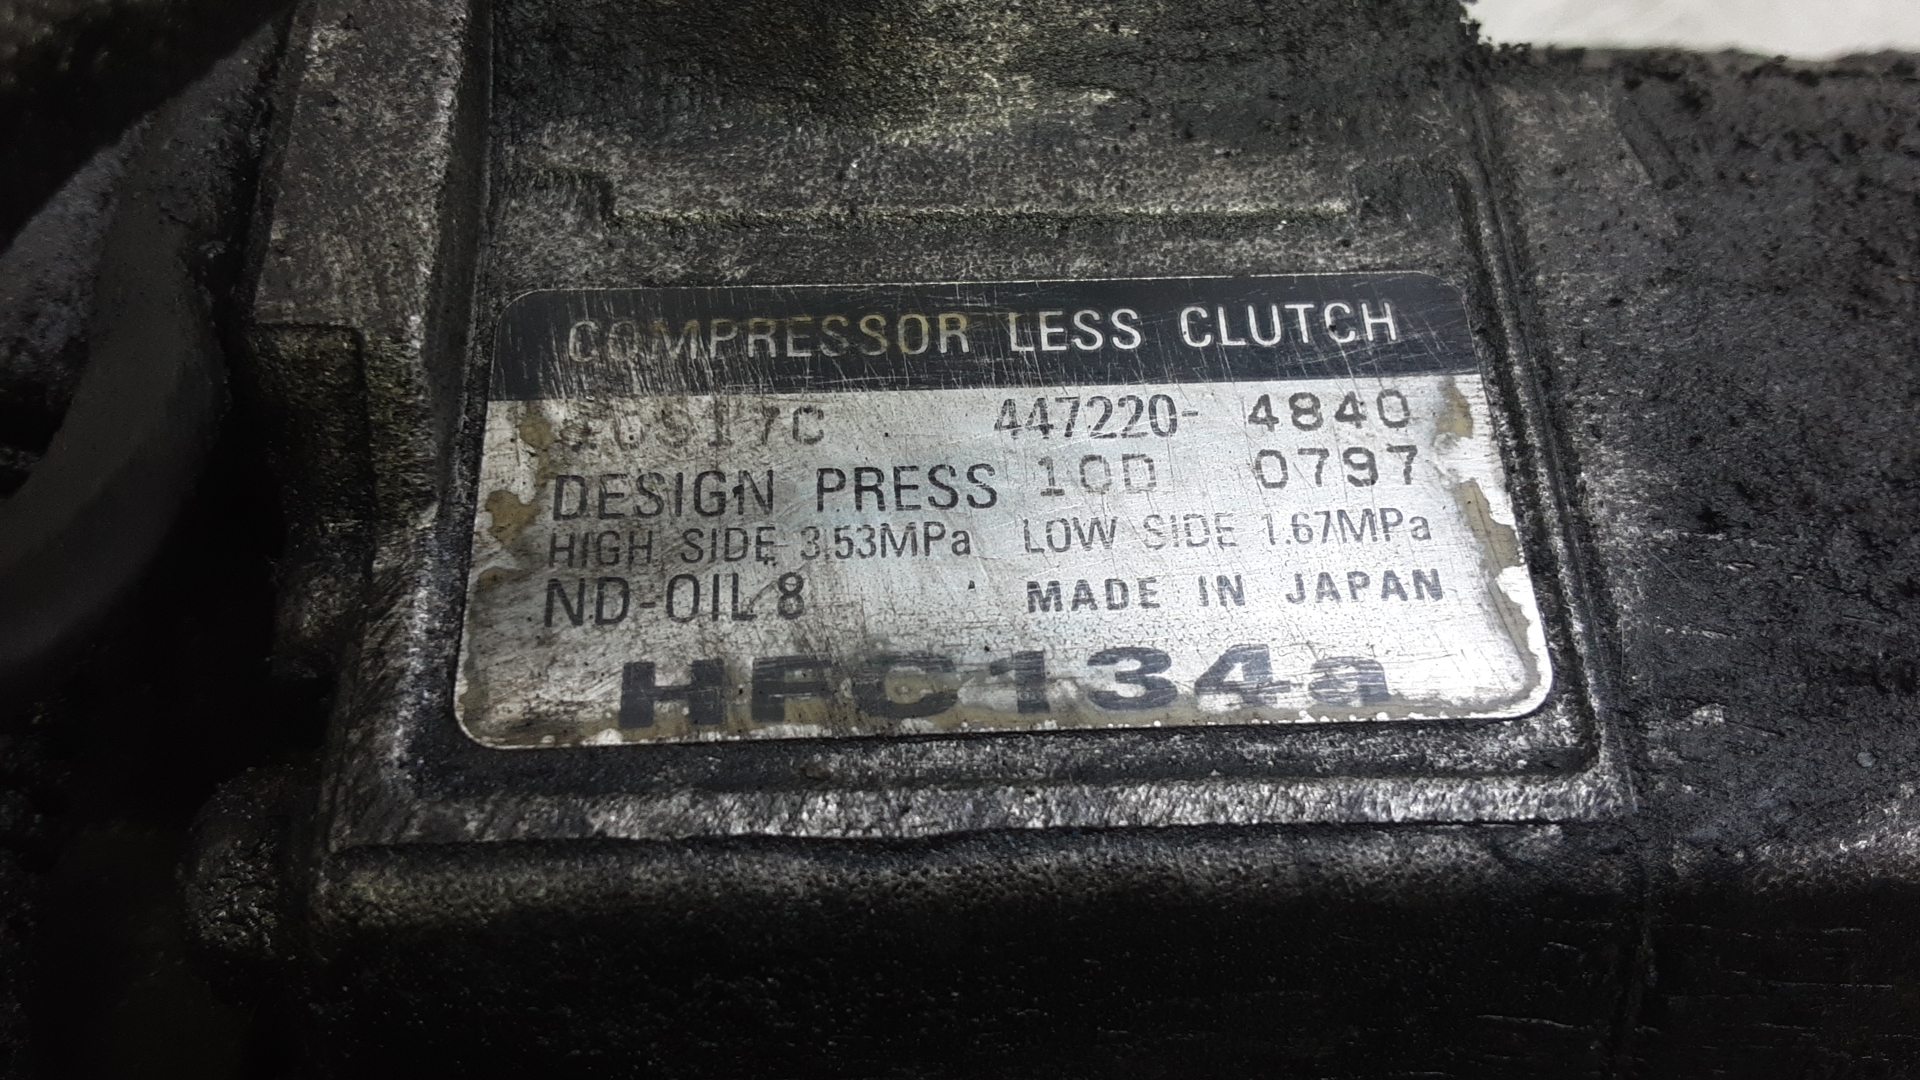 COMPRESSOR LESS CLUTCH
10S17C 447220- 4840
DESIGN PRESS 10D 0797
HIGH SIDE 3.53MPa LOW SIDE 1.67MPa
ND-OIL 8 MADE IN JAPAN
HFC134a